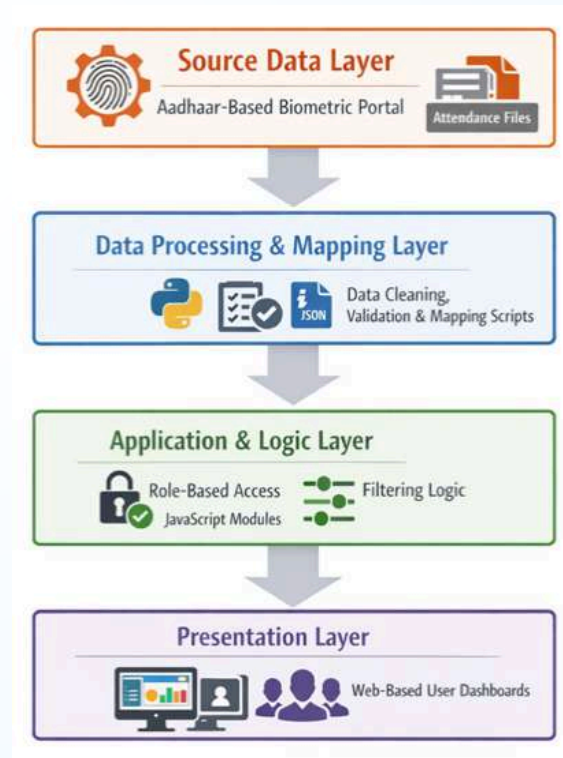 Source Data Layer
Aadhaar-Based Biometric Portal
Attendance Files
Data Processing & Mapping Layer
i
JSON
Data Cleaning,
Validation & Mapping Scripts
Application & Logic Layer
Role-Based Access
JavaScript Modules
Filtering Logic
Presentation Layer
Web-Based User Dashboards